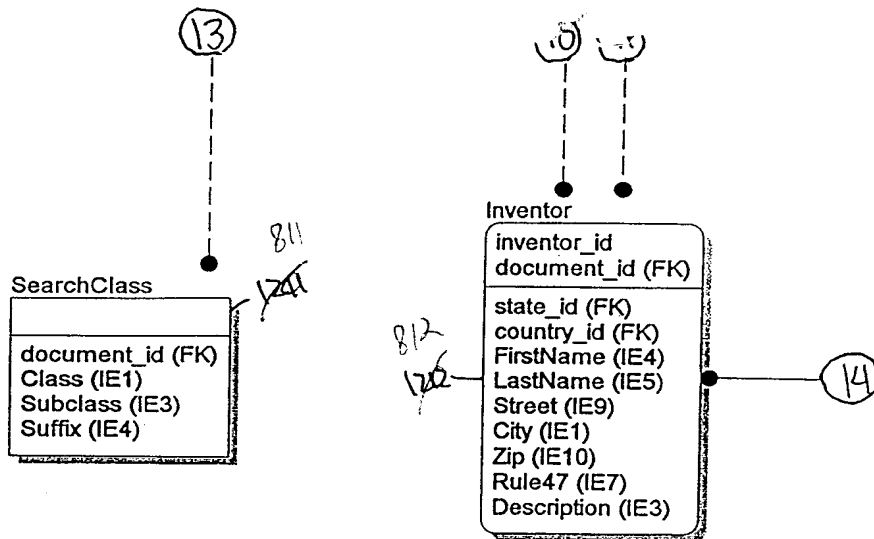 13
Inventor
inventor_id
document_id (FK)
state_id (FK)
country_id (FK)
FirstName (IE4)
LastName (IE5)
Street (IE9)
City (IE1)
Zip (IE10)
Rule47 (IE7)
Description (IE3)
811
SearchClass
document_id (FK)
Class (IE1)
Subclass (IE3)
Suffix (IE4)
812
14